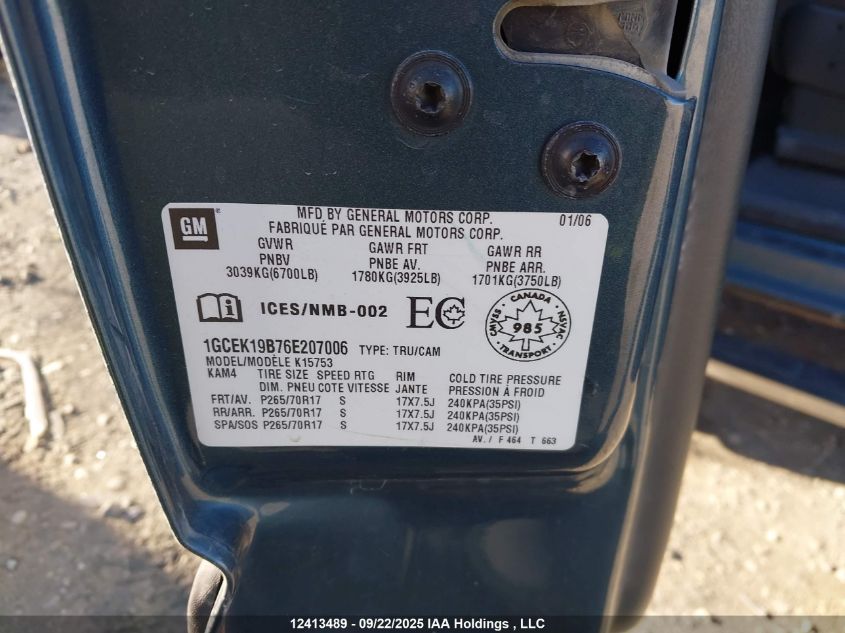 GM
MFD BY GENERAL MOTORS CORP. 01/06
FABRIQUÉ PAR GENERAL MOTORS CORP.
GVWR GAWR FRT GAWR RR
PNBV PNBE AV. PNBE ARR.
3039KG(6700LB) 1780KG(3925LB) 1701KG(3750LB)
ICES/NMB-002 EC
CANADA
CMVSS 985 NSVAC
TRANSPORT
1GCEK19B76E207006 TYPE: TRU/CAM
MODEL/MODÈLE K15753
KAM4 TIRE SIZE SPEED RTG RIM COLD TIRE PRESSURE
DIM. PNEU COTE VITESSE JANTE PRESSION À FROID
FRT/AV. P265/70R17 S 17X7.5J 240KPA(35PSI)
RR/ARR. P265/70R17 S 17X7.5J 240KPA(35PSI)
SPA/SOS P265/70R17 S 17X7.5J 240KPA(35PSI)
AV. / F 464 T 663
12413489 - 09/22/2025 IAA Holdings , LLC